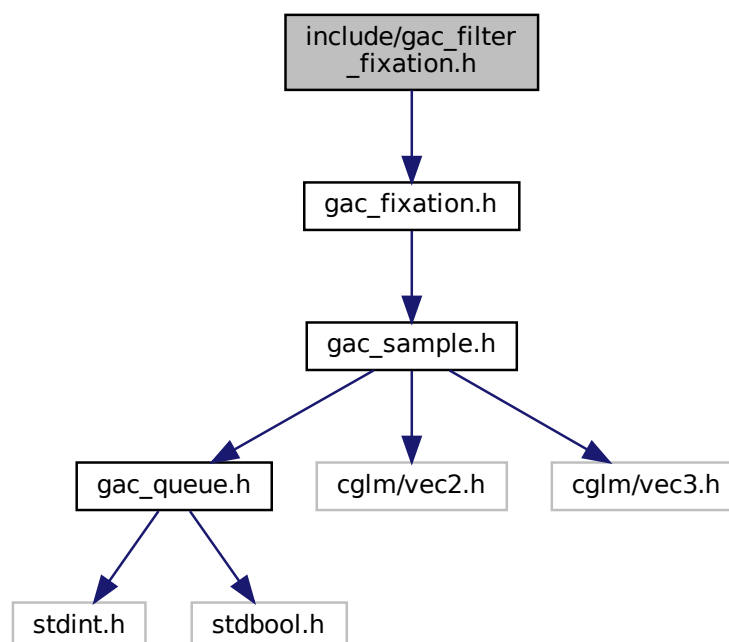 include/gac_filter
_fixation.h
gac_fixation.h
gac_sample.h
gac_queue.h
cglm/vec2.h
cglm/vec3.h
stdint.h
stdbool.h